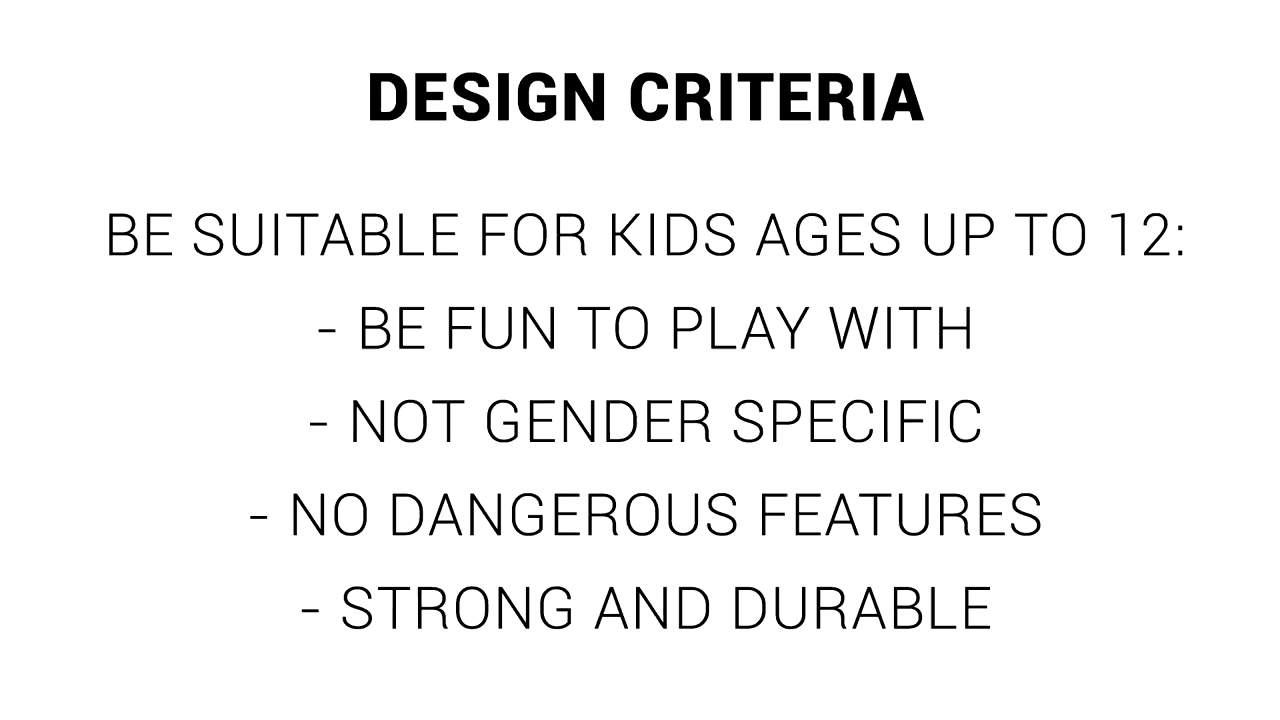 DESIGN CRITERIA
BE SUITABLE FOR KIDS AGES UP TO 12:
- BE FUN TO PLAY WITH
- NOT GENDER SPECIFIC
- NO DANGEROUS FEATURES
- STRONG AND DURABLE